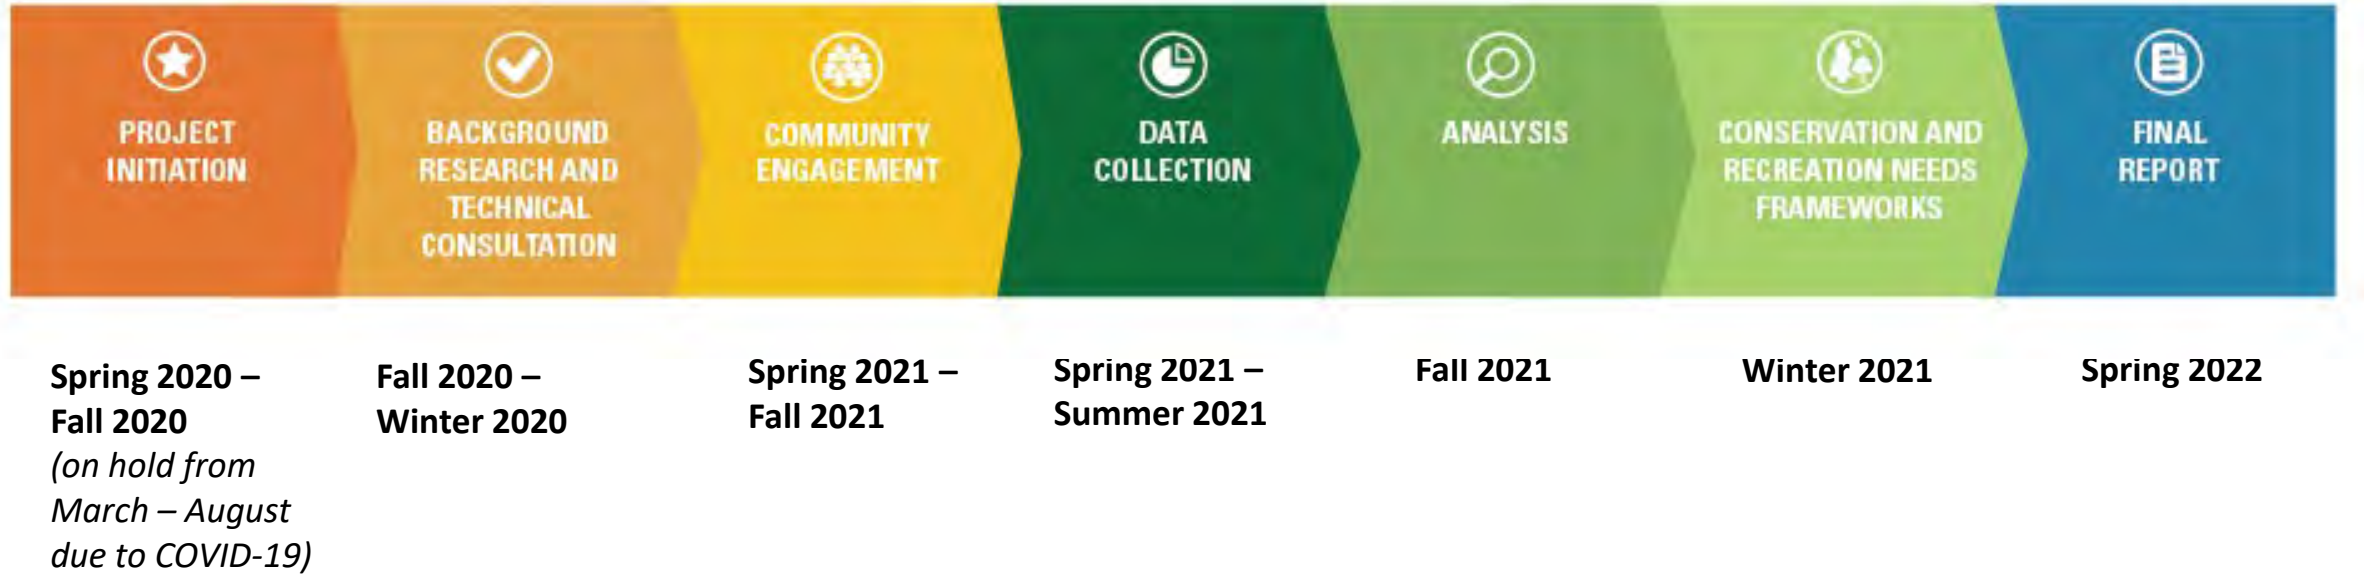 PROJECT
INITIATION
BACKGROUND
RESEARCH AND
TECHNICAL
CONSULTATION
COMMUNITY
ENGAGEMENT
DATA
COLLECTION
ANALYSIS
CONSERVATION AND
RECREATION NEEDS
FRAMEWORKS
FINAL
REPORT
Spring 2020 –
Fall 2020
(on hold from
March – August
due to COVID-19)
Fall 2020 –
Winter 2020
Spring 2021 –
Fall 2021
Spring 2021 –
Summer 2021
Fall 2021
Winter 2021
Spring 2022